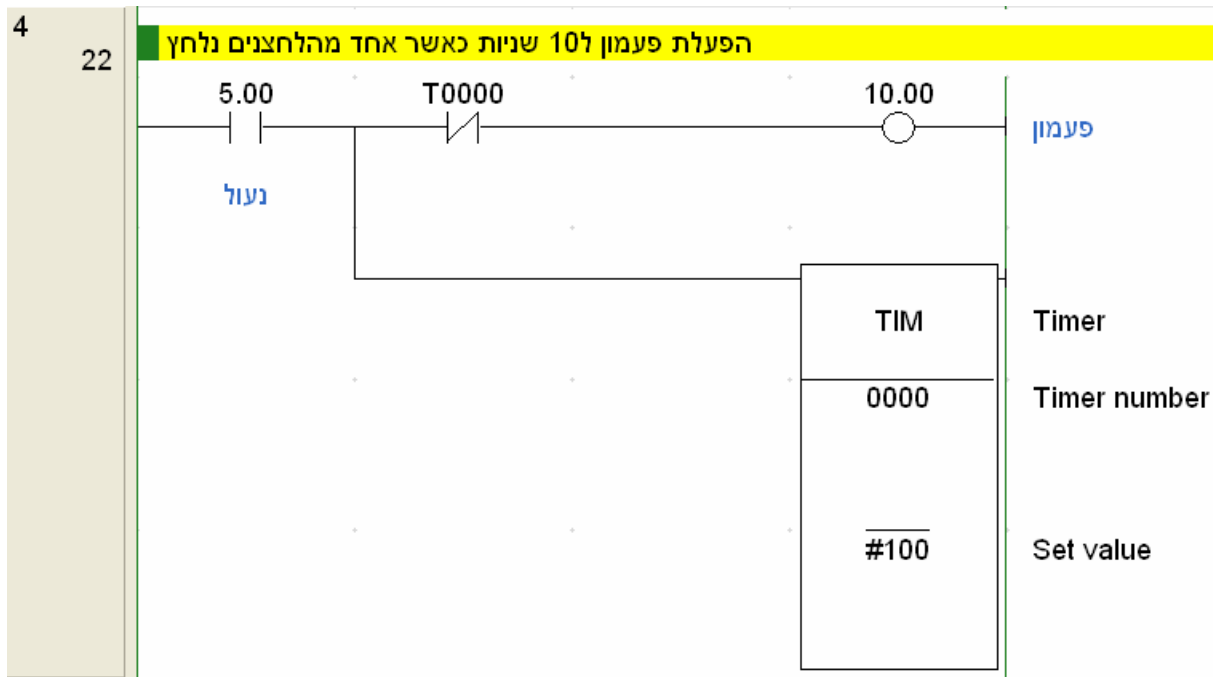 4
22
הפעלת פעמון ל10 שניות כאשר אחד מהלחצנים נלחץ
5.00 T0000 10.00
פעמון
נעול
TIM Timer
0000 Timer number
#100 Set value